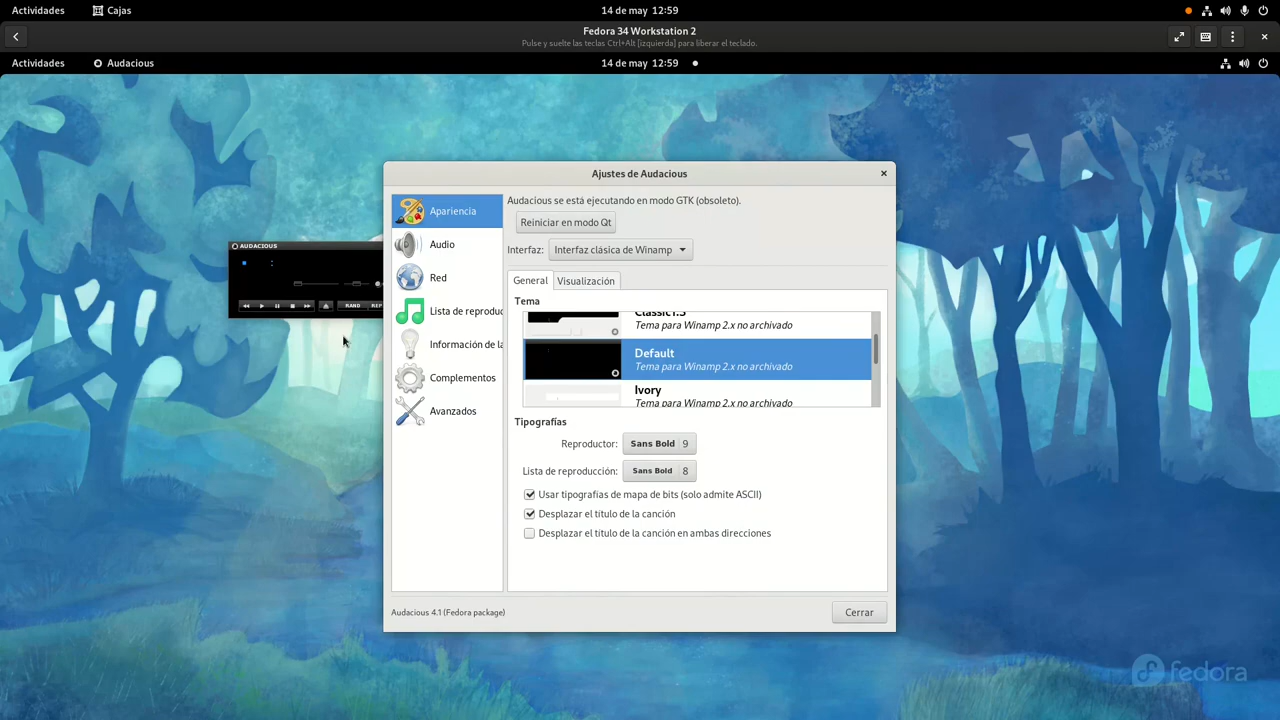 Actividades Cajas 14 de may 12:59
Fedora 34 Workstation 2
Pulse y suelte las teclas Ctrl+Alt [izquierda] para liberar el teclado.
Actividades Audacious 14 de may 12:59
Ajustes de Audacious
Apariencia
Audio
Red
Lista de reproduc
Información de la
Complementos
Avanzados
Audacious se está ejecutando en modo GTK (obsoleto).
Reiniciar en modo Qt
Interfaz: Interfaz clásica de Winamp
General Visualización
Tema
Classic1.3
Tema para Winamp 2.x no archivado
Default
Tema para Winamp 2.x no archivado
Ivory
Tema para Winamp 2.x no archivado
Tipografías
Reproductor: Sans Bold 9
Lista de reproducción: Sans Bold 8
Usar tipografías de mapa de bits (solo admite ASCII)
Desplazar el título de la canción
Desplazar el título de la canción en ambas direcciones
Audacious 4.1 (Fedora package)
Cerrar
AUDACIOUS
RAND REP
fedora